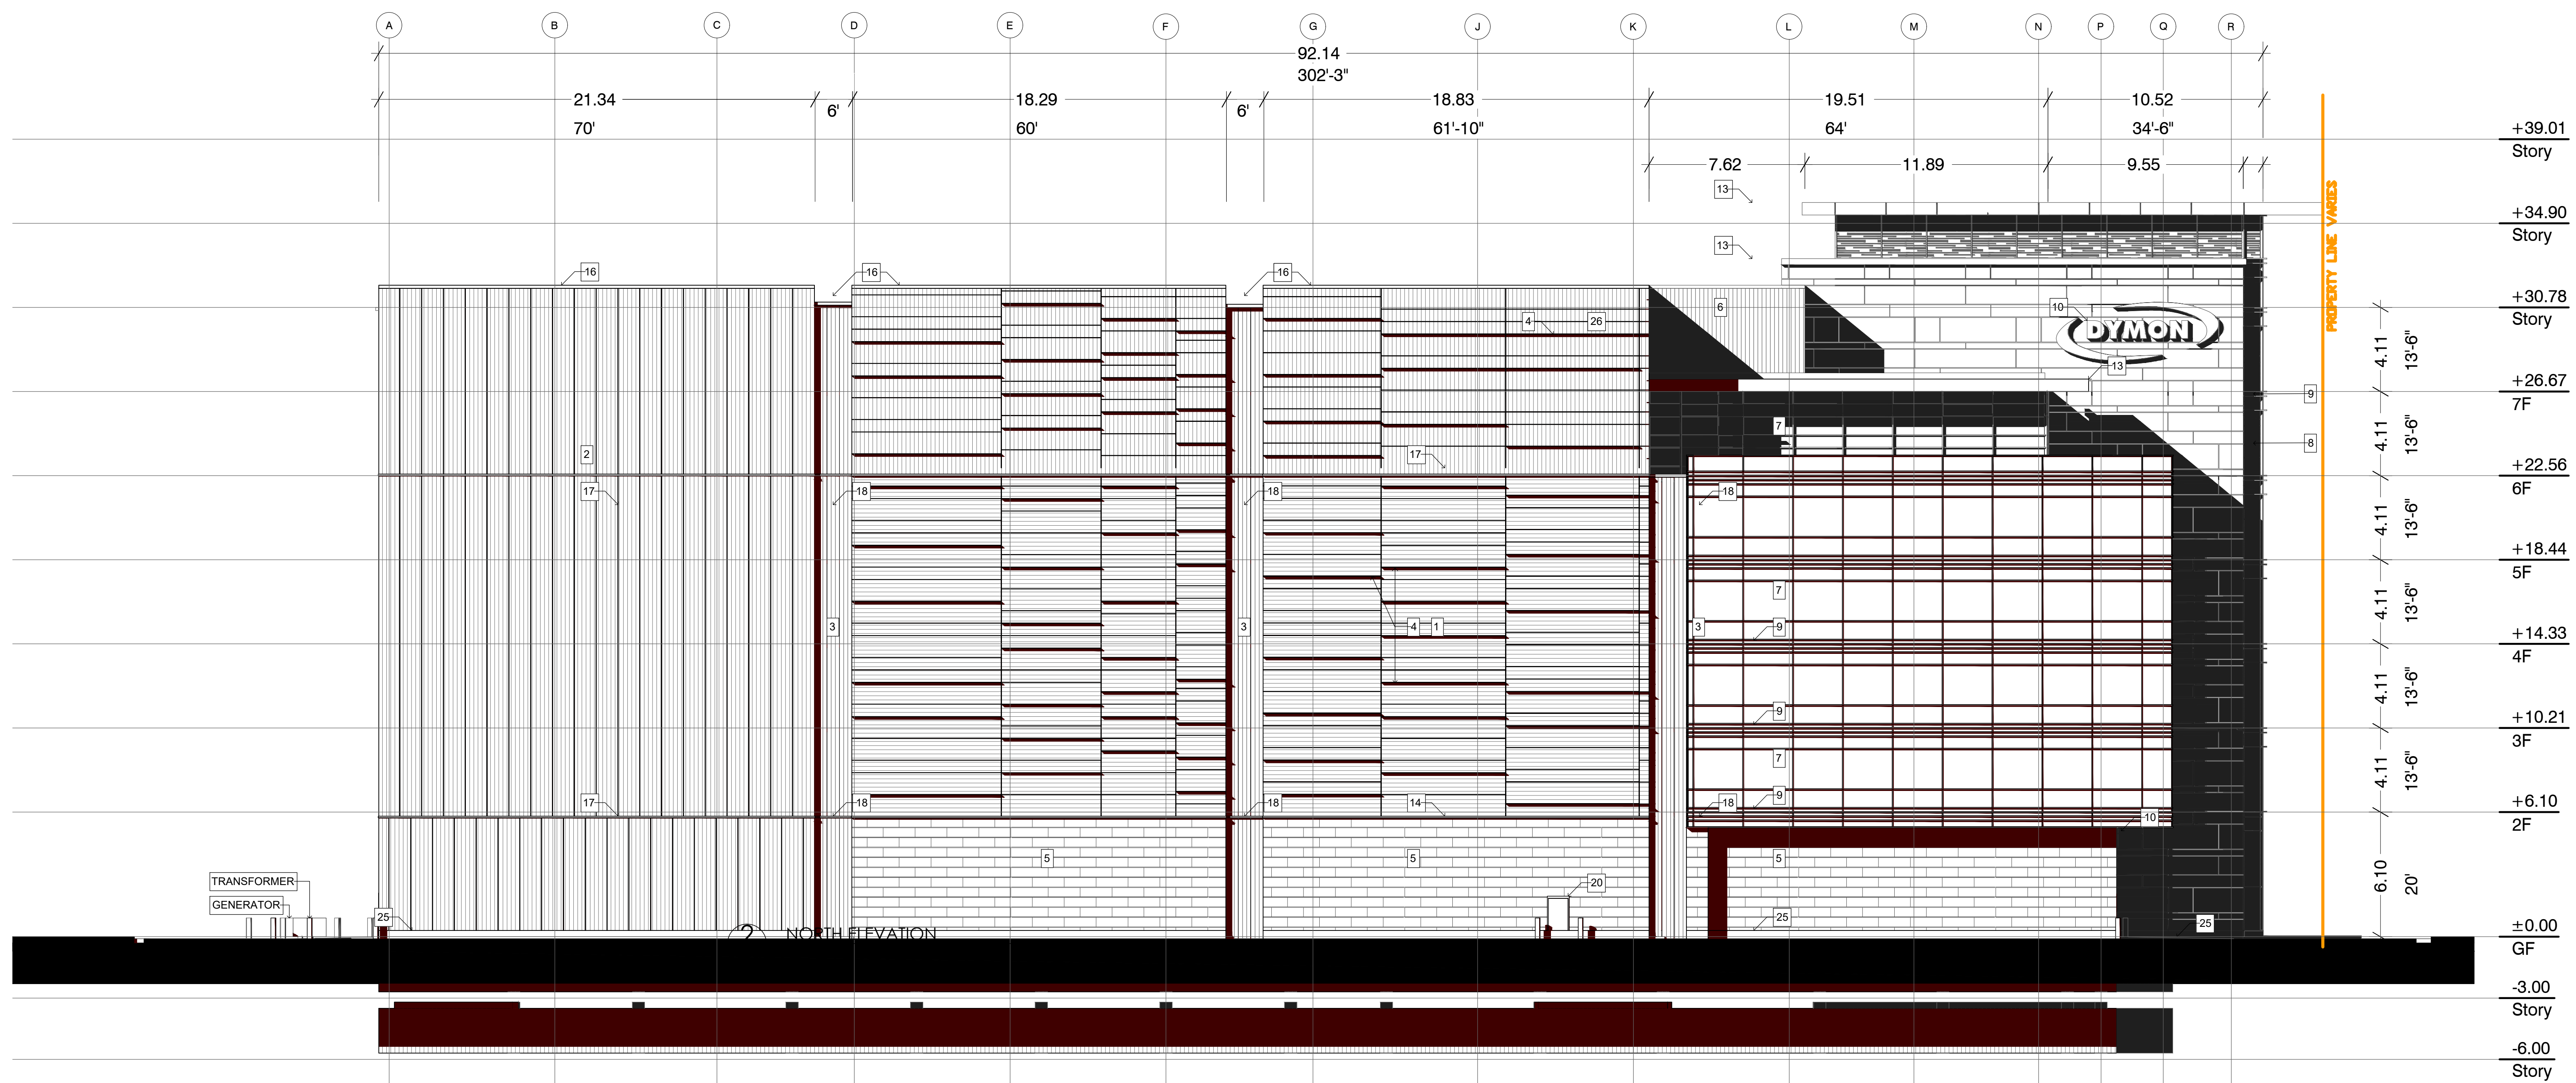 A B C D E F G J K L M N P Q R
92.14
302'-3"
21.34 6' 18.29 6' 18.83 19.51 10.52
70' 60' 61'-10" 64' 34'-6"
+39.01
Story
7.62 11.89 9.55
13
+34.90
Story
PROPERTY LINE VARIES
13
16 16 16
+30.78
Story
6 10
4 26
DYMON
4.11
13'-6"
13
+26.67
7F
9
7
8
4.11
13'-6"
2 17
+22.56
6F
17 18 18 18
4.11
13'-6"
+18.44
5F
7
4.11
13'-6"
3 3 4 1 3 9
+14.33
4F
4.11
13'-6"
9
+10.21
3F
7
4.11
13'-6"
9
17 18 18 14 18
+6.10
2F
10
5 5 5
6.10
20'
TRANSFORMER
20
GENERATOR
25 25 25
2 NORTH ELEVATION
±0.00
GF
-3.00
Story
-6.00
Story